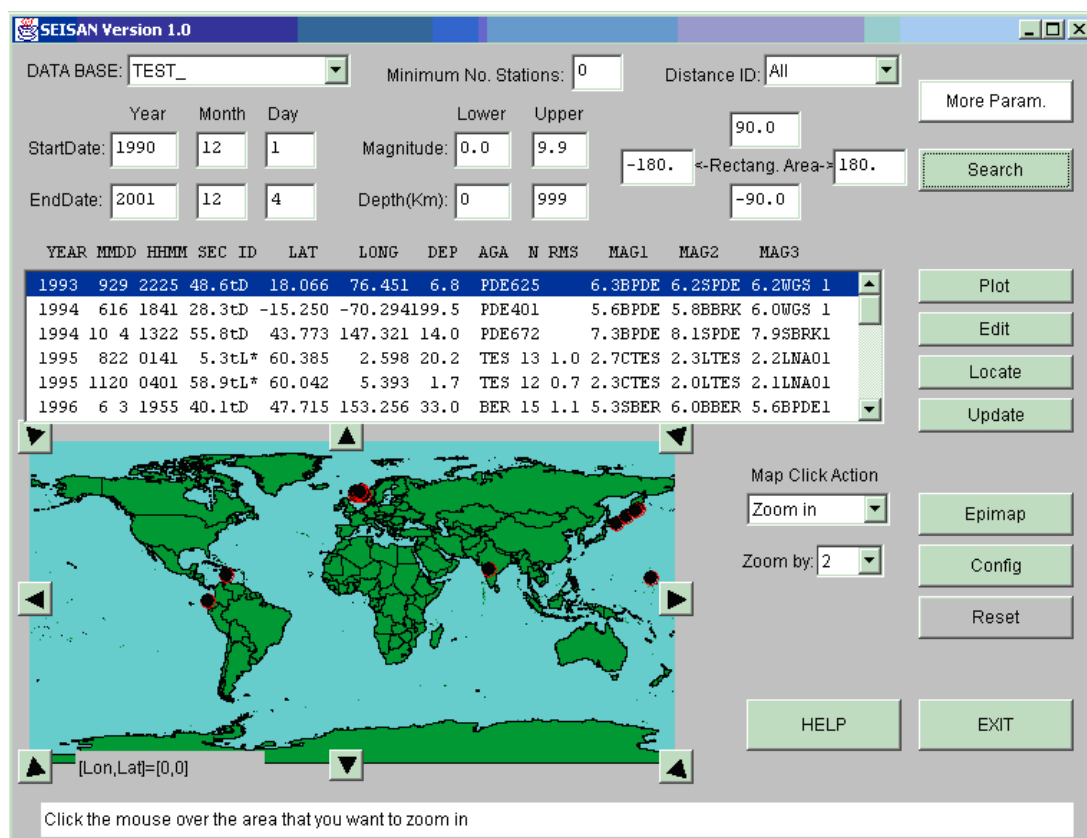 SEISAN Version 1.0
DATA BASE: TEST_ Minimum No. Stations: 0 Distance ID: All
More Param.
Year Month Day Lower Upper
90.0
StartDate: 1990 12 1 Magnitude: 0.0 9.9
-180. <-Rectang. Area-> 180.
Search
EndDate: 2001 12 4 Depth(Km): 0 999 -90.0
YEAR MMDD HHMM SEC ID LAT LONG DEP AGA N RMS MAG1 MAG2 MAG3
1993 929 2225 48.6tD 18.066 76.451 6.8 PDE625 6.3BPDE 6.2SPDE 6.2WGS 1
1994 616 1841 28.3tD -15.250 -70.294199.5 PDE401 5.6BPDE 5.8BBRK 6.0WGS 1
1994 10 4 1322 55.8tD 43.773 147.321 14.0 PDE672 7.3BPDE 8.1SPDE 7.9SBRK1
1995 822 0141 5.3tL* 60.385 2.598 20.2 TES 13 1.0 2.7CTES 2.3LTES 2.2LNAO1
1995 1120 0401 58.9tL* 60.042 5.393 1.7 TES 12 0.7 2.3CTES 2.0LTES 2.1LNAO1
1996 6 3 1955 40.1tD 47.715 153.256 33.0 BER 15 1.1 5.3SBER 6.0BBER 5.6BPDE1
Plot
Edit
Locate
Update
Map Click Action
Zoom in
Zoom by: 2
Epimap
Config
Reset
HELP
EXIT
[Lon,Lat]=[0,0]
Click the mouse over the area that you want to zoom in